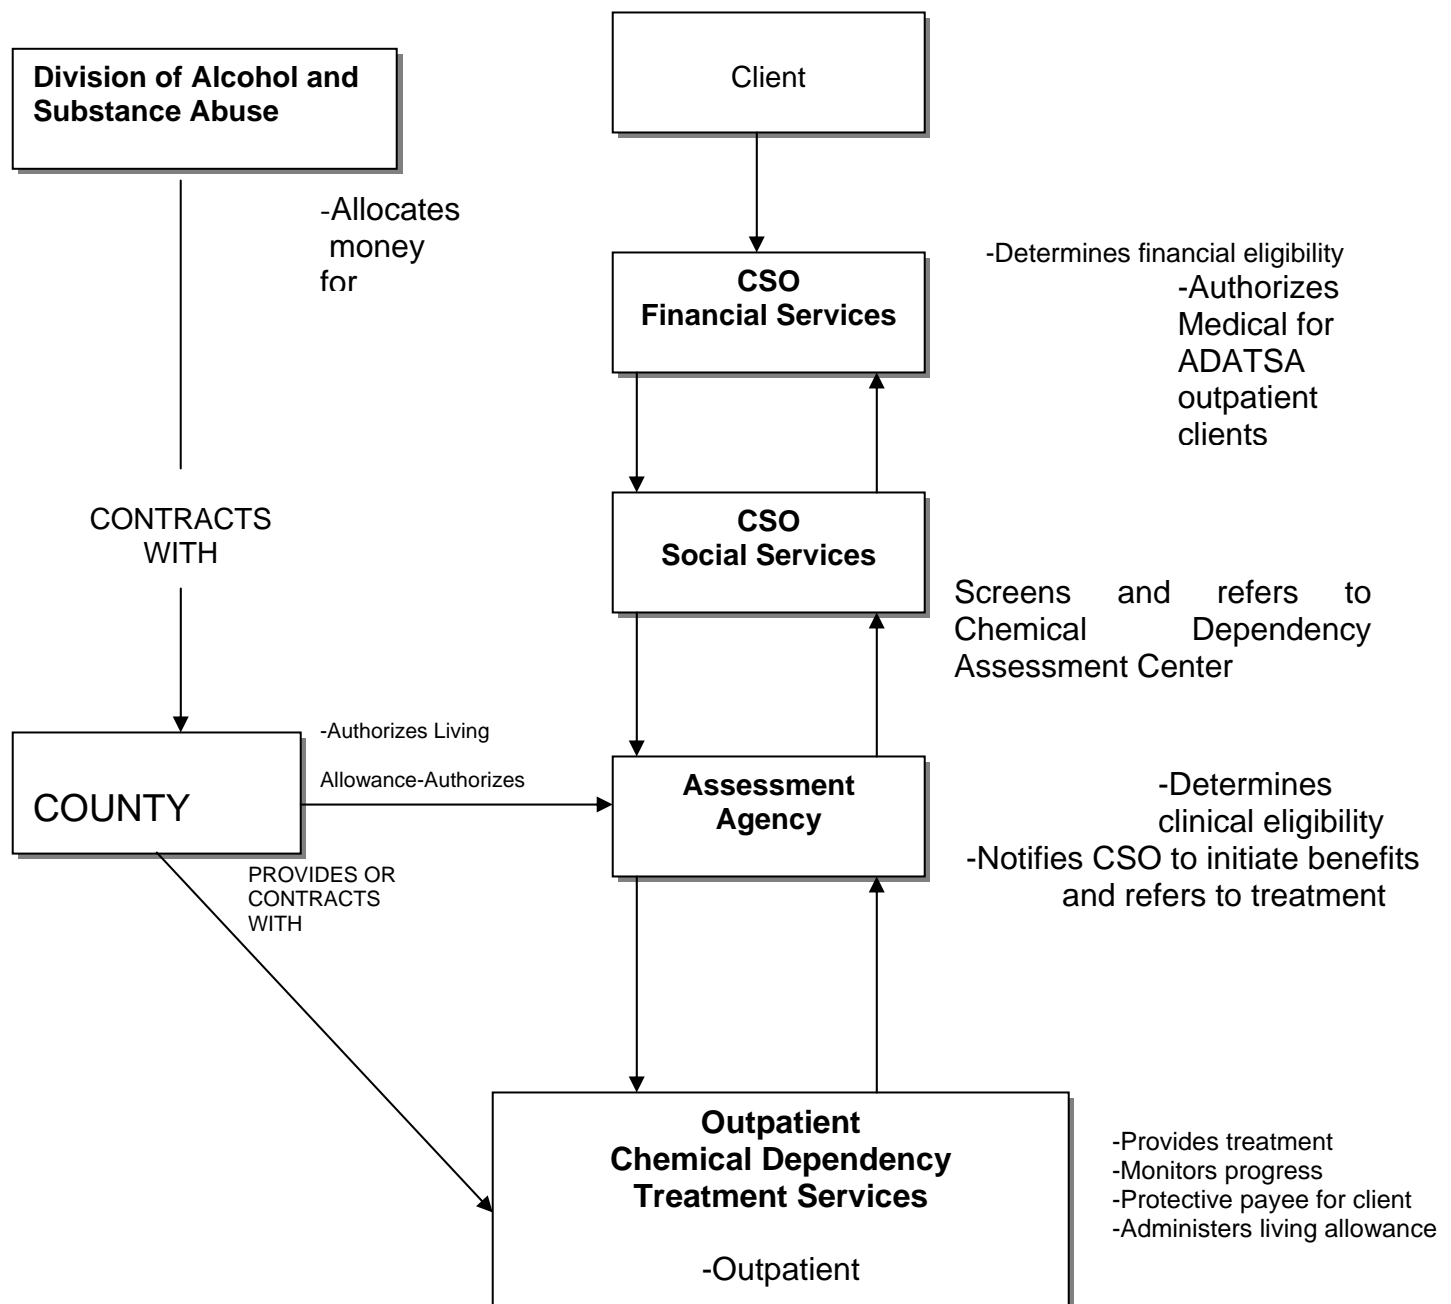 Division of Alcohol and
Substance Abuse
Client
-Allocates
money
for
CSO
Financial Services
-Determines financial eligibility
-Authorizes
Medical for
ADATSA
outpatient
clients
CONTRACTS
WITH
CSO
Social Services
Screens and refers to
Chemical Dependency
Assessment Center
COUNTY
-Authorizes Living
Allowance-Authorizes
Assessment
Agency
-Determines
clinical eligibility
-Notifies CSO to initiate benefits
and refers to treatment
PROVIDES OR
CONTRACTS
WITH
Outpatient
Chemical Dependency
Treatment Services
-Outpatient
-Provides treatment
-Monitors progress
-Protective payee for client
-Administers living allowance